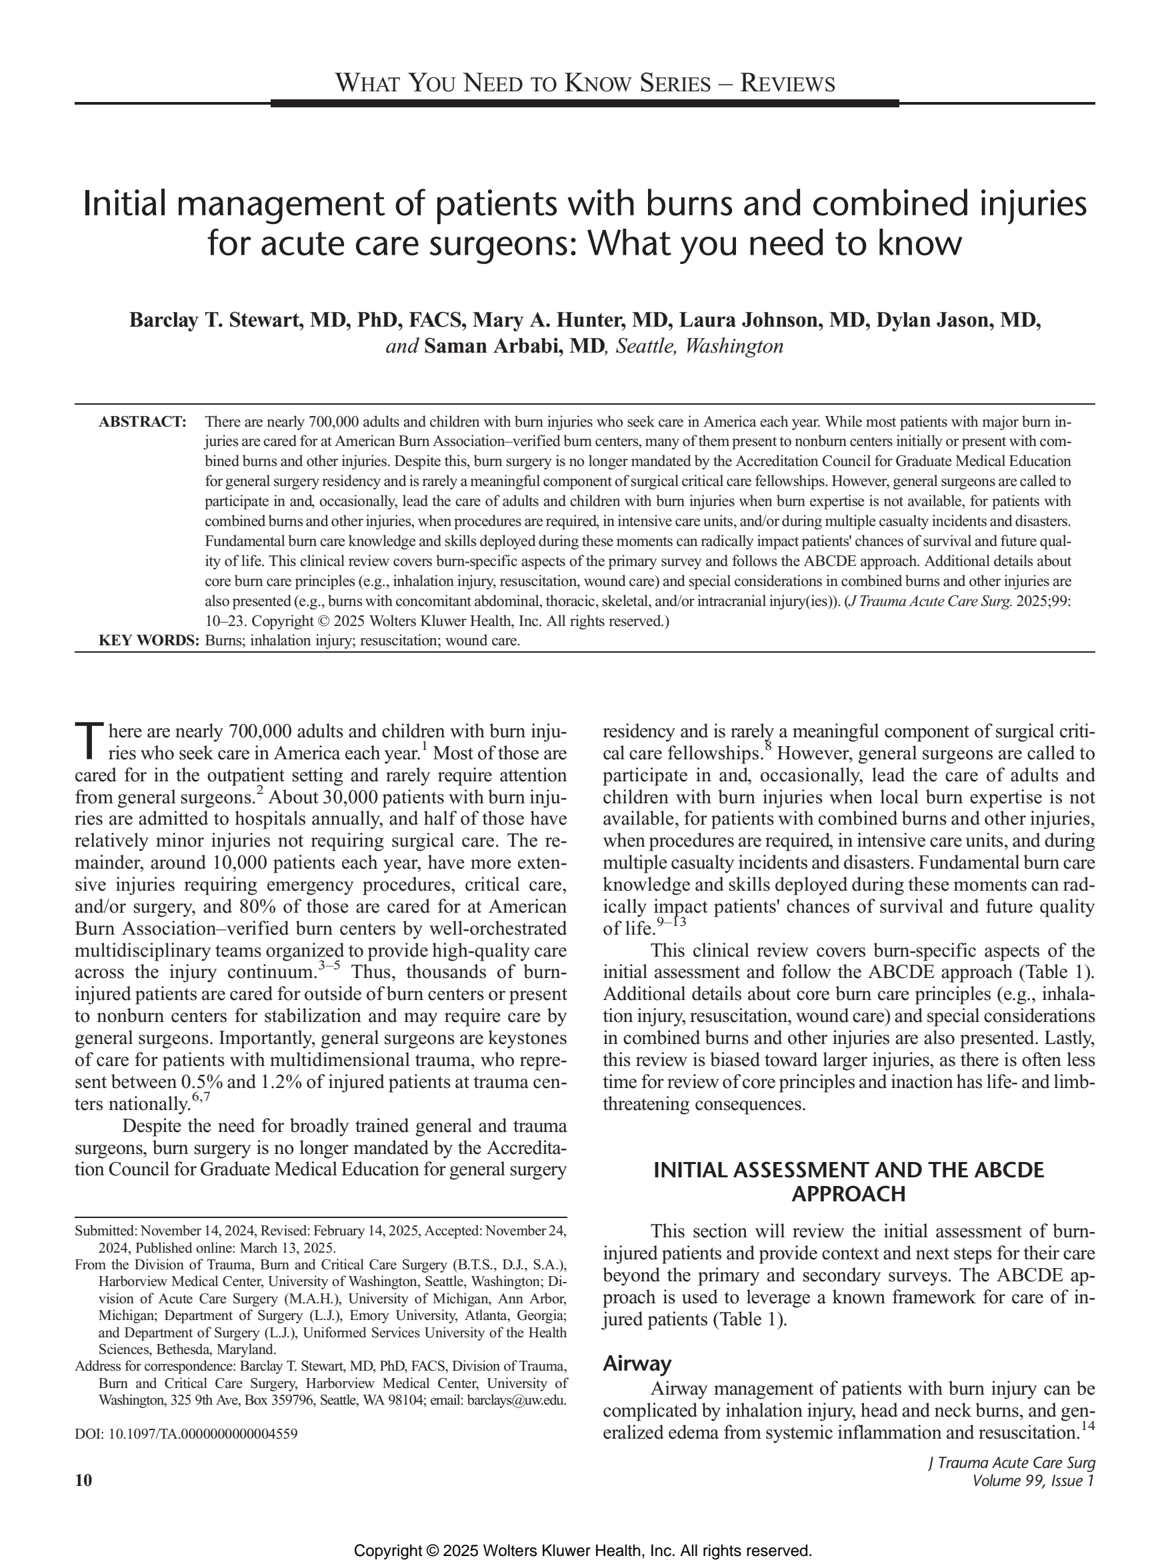 WHAT YOU NEED TO KNOW SERIES – REVIEWS
Initial management of patients with burns and combined injuries
for acute care surgeons: What you need to know
Barclay T. Stewart, MD, PhD, FACS, Mary A. Hunter, MD, Laura Johnson, MD, Dylan Jason, MD,
and Saman Arbabi, MD, Seattle, Washington
ABSTRACT: There are nearly 700,000 adults and children with burn injuries who seek care in America each year. While most patients with major burn in-
juries are cared for at American Burn Association–verified burn centers, many of them present to nonburn centers initially or present with com-
bined burns and other injuries. Despite this, burn surgery is no longer mandated by the Accreditation Council for Graduate Medical Education
for general surgery residency and is rarely a meaningful component of surgical critical care fellowships. However, general surgeons are called to
participate in and, occasionally, lead the care of adults and children with burn injuries when burn expertise is not available, for patients with
combined burns and other injuries, when procedures are required, in intensive care units, and/or during multiple casualty incidents and disasters.
Fundamental burn care knowledge and skills deployed during these moments can radically impact patients' chances of survival and future qual-
ity of life. This clinical review covers burn-specific aspects of the primary survey and follows the ABCDE approach. Additional details about
core burn care principles (e.g., inhalation injury, resuscitation, wound care) and special considerations in combined burns and other injuries are
also presented (e.g., burns with concomitant abdominal, thoracic, skeletal, and/or intracranial injury(ies)). (J Trauma Acute Care Surg. 2025;99:
10–23. Copyright © 2025 Wolters Kluwer Health, Inc. All rights reserved.)
KEY WORDS: Burns; inhalation injury; resuscitation; wound care.
There are nearly 700,000 adults and children with burn inju-
ries who seek care in America each year.1 Most of those are
cared for in the outpatient setting and rarely require attention
from general surgeons.2 About 30,000 patients with burn inju-
ries are admitted to hospitals annually, and half of those have
relatively minor injuries not requiring surgical care. The re-
mainder, around 10,000 patients each year, have more exten-
sive injuries requiring emergency procedures, critical care,
and/or surgery, and 80% of those are cared for at American
Burn Association–verified burn centers by well-orchestrated
multidisciplinary teams organized to provide high-quality care
across the injury continuum.3–5 Thus, thousands of burn-
injured patients are cared for outside of burn centers or present
to nonburn centers for stabilization and may require care by
general surgeons. Importantly, general surgeons are keystones
of care for patients with multidimensional trauma, who repre-
sent between 0.5% and 1.2% of injured patients at trauma cen-
ters nationally.6,7
Despite the need for broadly trained general and trauma
surgeons, burn surgery is no longer mandated by the Accredita-
tion Council for Graduate Medical Education for general surgery
Submitted: November 14, 2024, Revised: February 14, 2025, Accepted: November 24,
2024, Published online: March 13, 2025.
From the Division of Trauma, Burn and Critical Care Surgery (B.T.S., D.J., S.A.),
Harborview Medical Center, University of Washington, Seattle, Washington; Di-
vision of Acute Care Surgery (M.A.H.), University of Michigan, Ann Arbor,
Michigan; Department of Surgery (L.J.), Emory University, Atlanta, Georgia;
and Department of Surgery (L.J.), Uniformed Services University of the Health
Sciences, Bethesda, Maryland.
Address for correspondence: Barclay T. Stewart, MD, PhD, FACS, Division of Trauma,
Burn and Critical Care Surgery, Harborview Medical Center, University of
Washington, 325 9th Ave, Box 359796, Seattle, WA 98104; email: barclays@uw.edu.
DOI: 10.1097/TA.0000000000004559
residency and is rarely a meaningful component of surgical criti-
cal care fellowships.8 However, general surgeons are called to
participate in and, occasionally, lead the care of adults and
children with burn injuries when local burn expertise is not
available, for patients with combined burns and other injuries,
when procedures are required, in intensive care units, and during
multiple casualty incidents and disasters. Fundamental burn care
knowledge and skills deployed during these moments can rad-
ically impact patients' chances of survival and future quality
of life.9–13
This clinical review covers burn-specific aspects of the
initial assessment and follow the ABCDE approach (Table 1).
Additional details about core burn care principles (e.g., inhala-
tion injury, resuscitation, wound care) and special considerations
in combined burns and other injuries are also presented. Lastly,
this review is biased toward larger injuries, as there is often less
time for review of core principles and inaction has life- and limb-
threatening consequences.
INITIAL ASSESSMENT AND THE ABCDE
APPROACH
This section will review the initial assessment of burn-
injured patients and provide context and next steps for their care
beyond the primary and secondary surveys. The ABCDE ap-
proach is used to leverage a known framework for care of in-
jured patients (Table 1).
Airway
Airway management of patients with burn injury can be
complicated by inhalation injury, head and neck burns, and gen-
eralized edema from systemic inflammation and resuscitation.14
10
J Trauma Acute Care Surg
Volume 99, Issue 1
Copyright © 2025 Wolters Kluwer Health, Inc. All rights reserved.